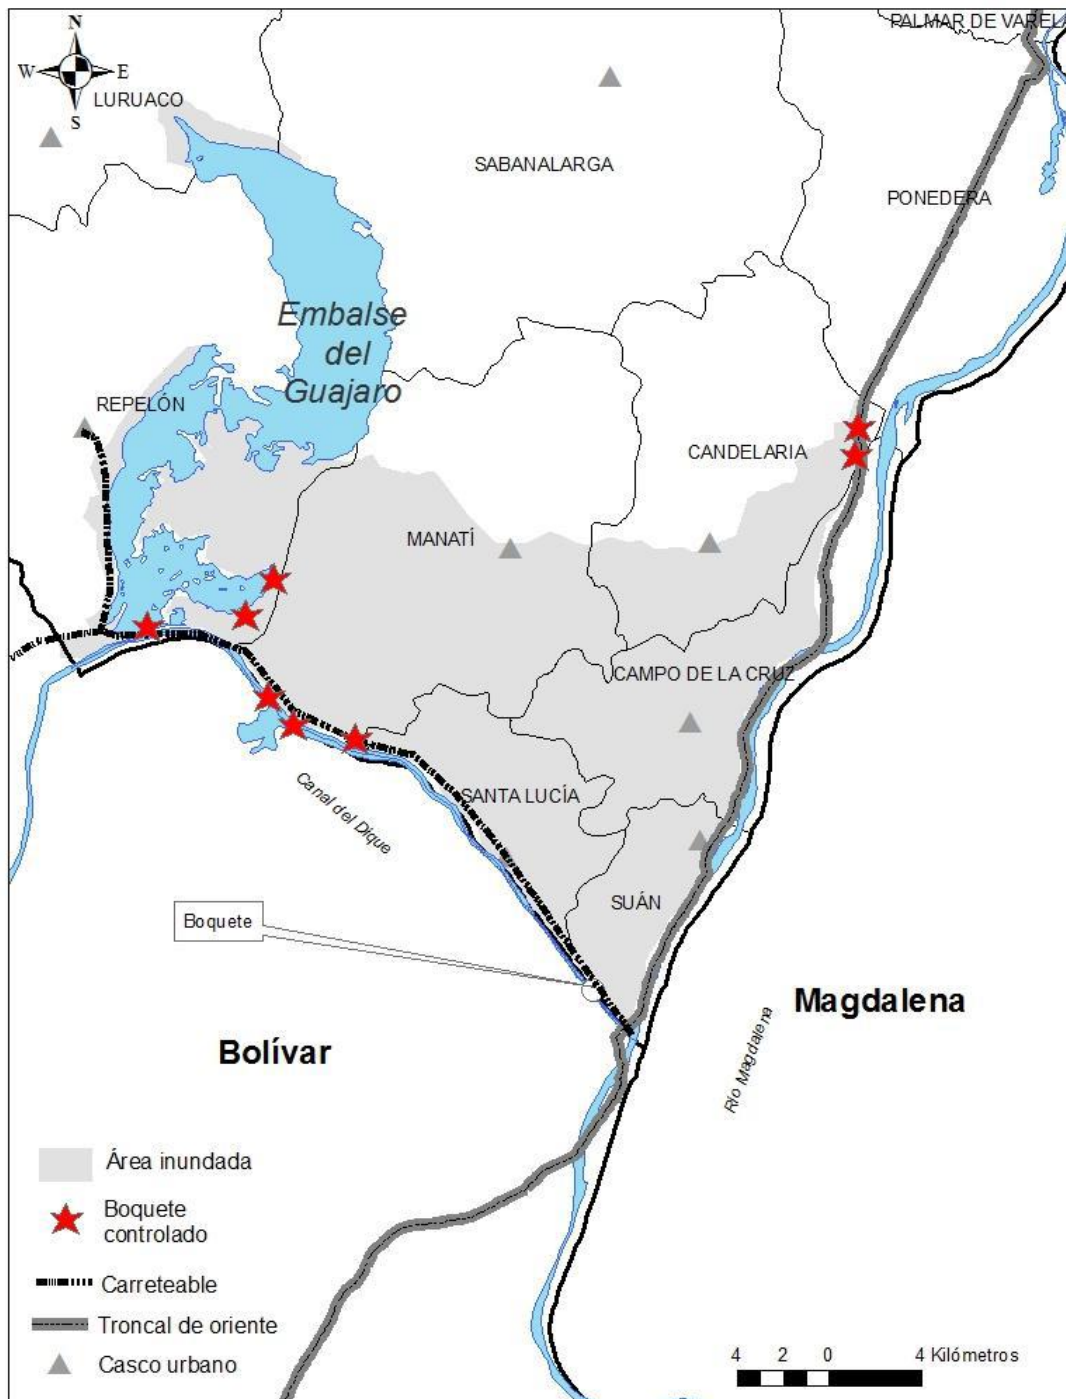 N
PALMAR DE VARELA
W
E
LURUACO
S
SABANALARGA
PONEDERA
Embalse
del
Guajaro
REPELÓN
CANDELARIA
MANATÍ
CAMPO DE LA CRUZ
SANTA LUCÍA
Canal del Dique
SUÁN
Boquete
Magdalena
Río Magdalena
Bolívar
Área inundada
Boquete
controlado
Carreteable
Troncal de oriente
Casco urbano
4 2 0 4 Kilómetros